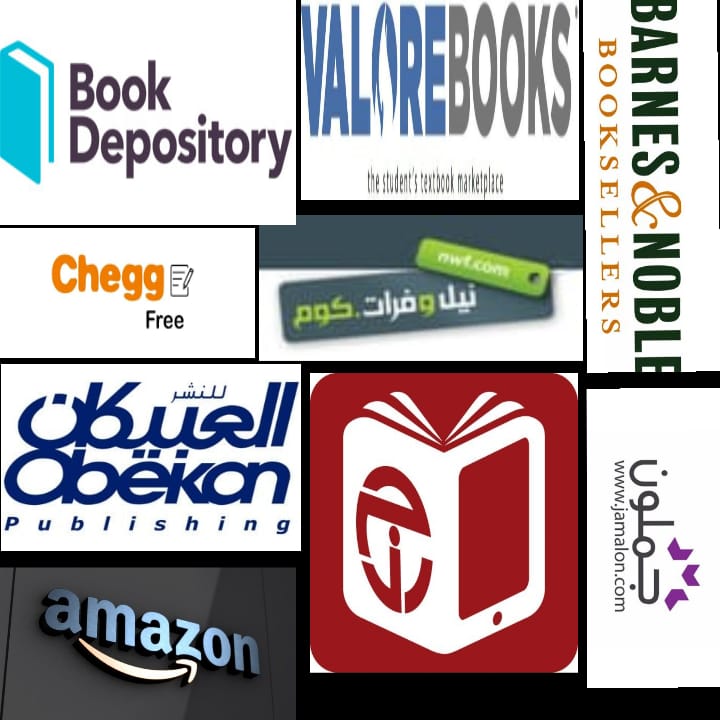 Book
Depository
VALOREBOOKS
the student's textbook marketplace
BARNES&NOBLE
BOOKSELLERS
Chegg
Free
nwf.com
نيل وفرات.كوم
للنشر
العبيكان
Obëkan
Publishing
جملون
www.jamalon.com
amazon